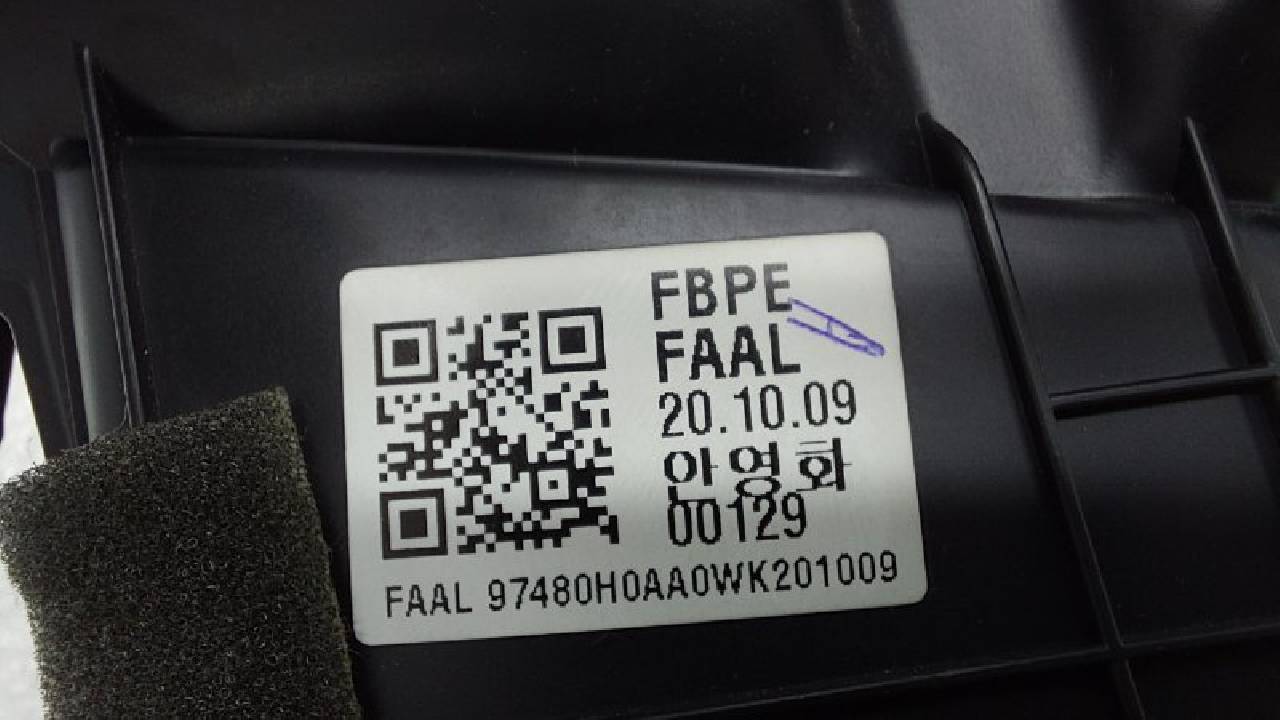 FBPE
FAAL
20.10.09
안영화
00129
FAAL 97480H0AA0WK201009